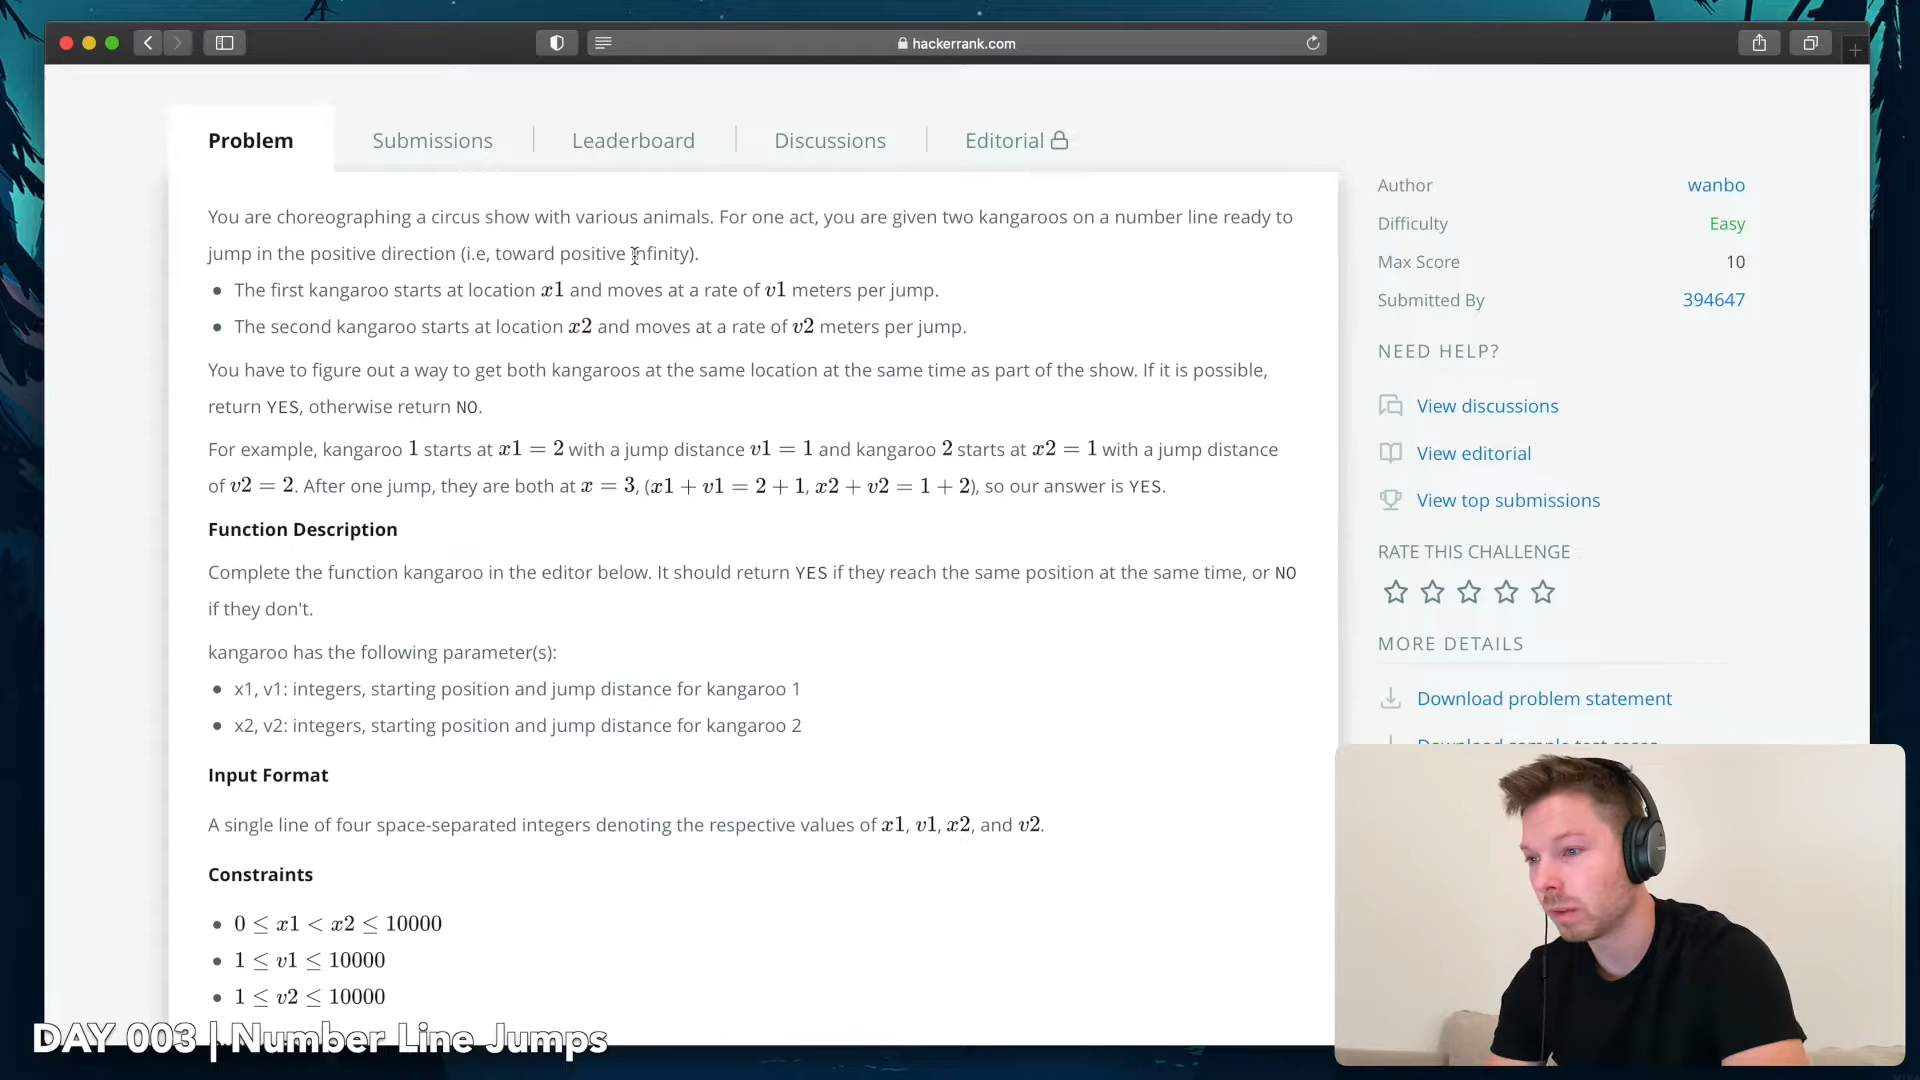 hackerrank.com
Problem
Submissions
Leaderboard
Discussions
Editorial
You are choreographing a circus show with various animals. For one act, you are given two kangaroos on a number line ready to
jump in the positive direction (i.e, toward positive infinity).
• The first kangaroo starts at location x1 and moves at a rate of v1 meters per jump.
• The second kangaroo starts at location x2 and moves at a rate of v2 meters per jump.
You have to figure out a way to get both kangaroos at the same location at the same time as part of the show. If it is possible,
return YES, otherwise return NO.
For example, kangaroo 1 starts at x1 = 2 with a jump distance v1 = 1 and kangaroo 2 starts at x2 = 1 with a jump distance
of v2 = 2. After one jump, they are both at x = 3, (x1 + v1 = 2 + 1, x2 + v2 = 1 + 2), so our answer is YES.
Function Description
Complete the function kangaroo in the editor below. It should return YES if they reach the same position at the same time, or NO
if they don't.
kangaroo has the following parameter(s):
• x1, v1: integers, starting position and jump distance for kangaroo 1
• x2, v2: integers, starting position and jump distance for kangaroo 2
Input Format
A single line of four space-separated integers denoting the respective values of x1, v1, x2, and v2.
Constraints
• 0 ≤ x1 < x2 ≤ 10000
• 1 ≤ v1 ≤ 10000
• 1 ≤ v2 ≤ 10000
Author wanbo
Difficulty Easy
Max Score 10
Submitted By 394647
NEED HELP?
View discussions
View editorial
View top submissions
RATE THIS CHALLENGE
MORE DETAILS
Download problem statement
Download sample test cases
DAY 003 | Number Line Jumps